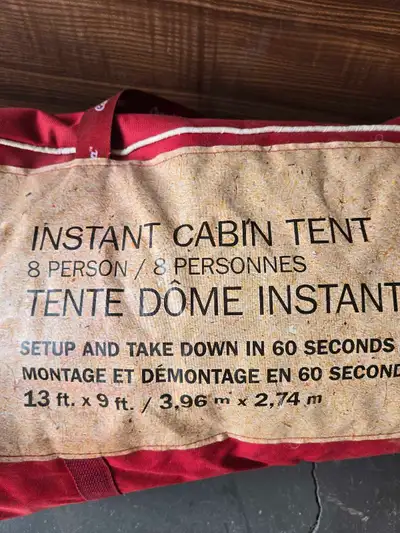 INSTANT CABIN TENT
8 PERSON / 8 PERSONNES
TENTE DÔME INSTANT
SETUP AND TAKE DOWN IN 60 SECONDS
MONTAGE ET DÉMONTAGE EN 60 SECOND
13 ft. x 9 ft. / 3,96 m x 2,74 m